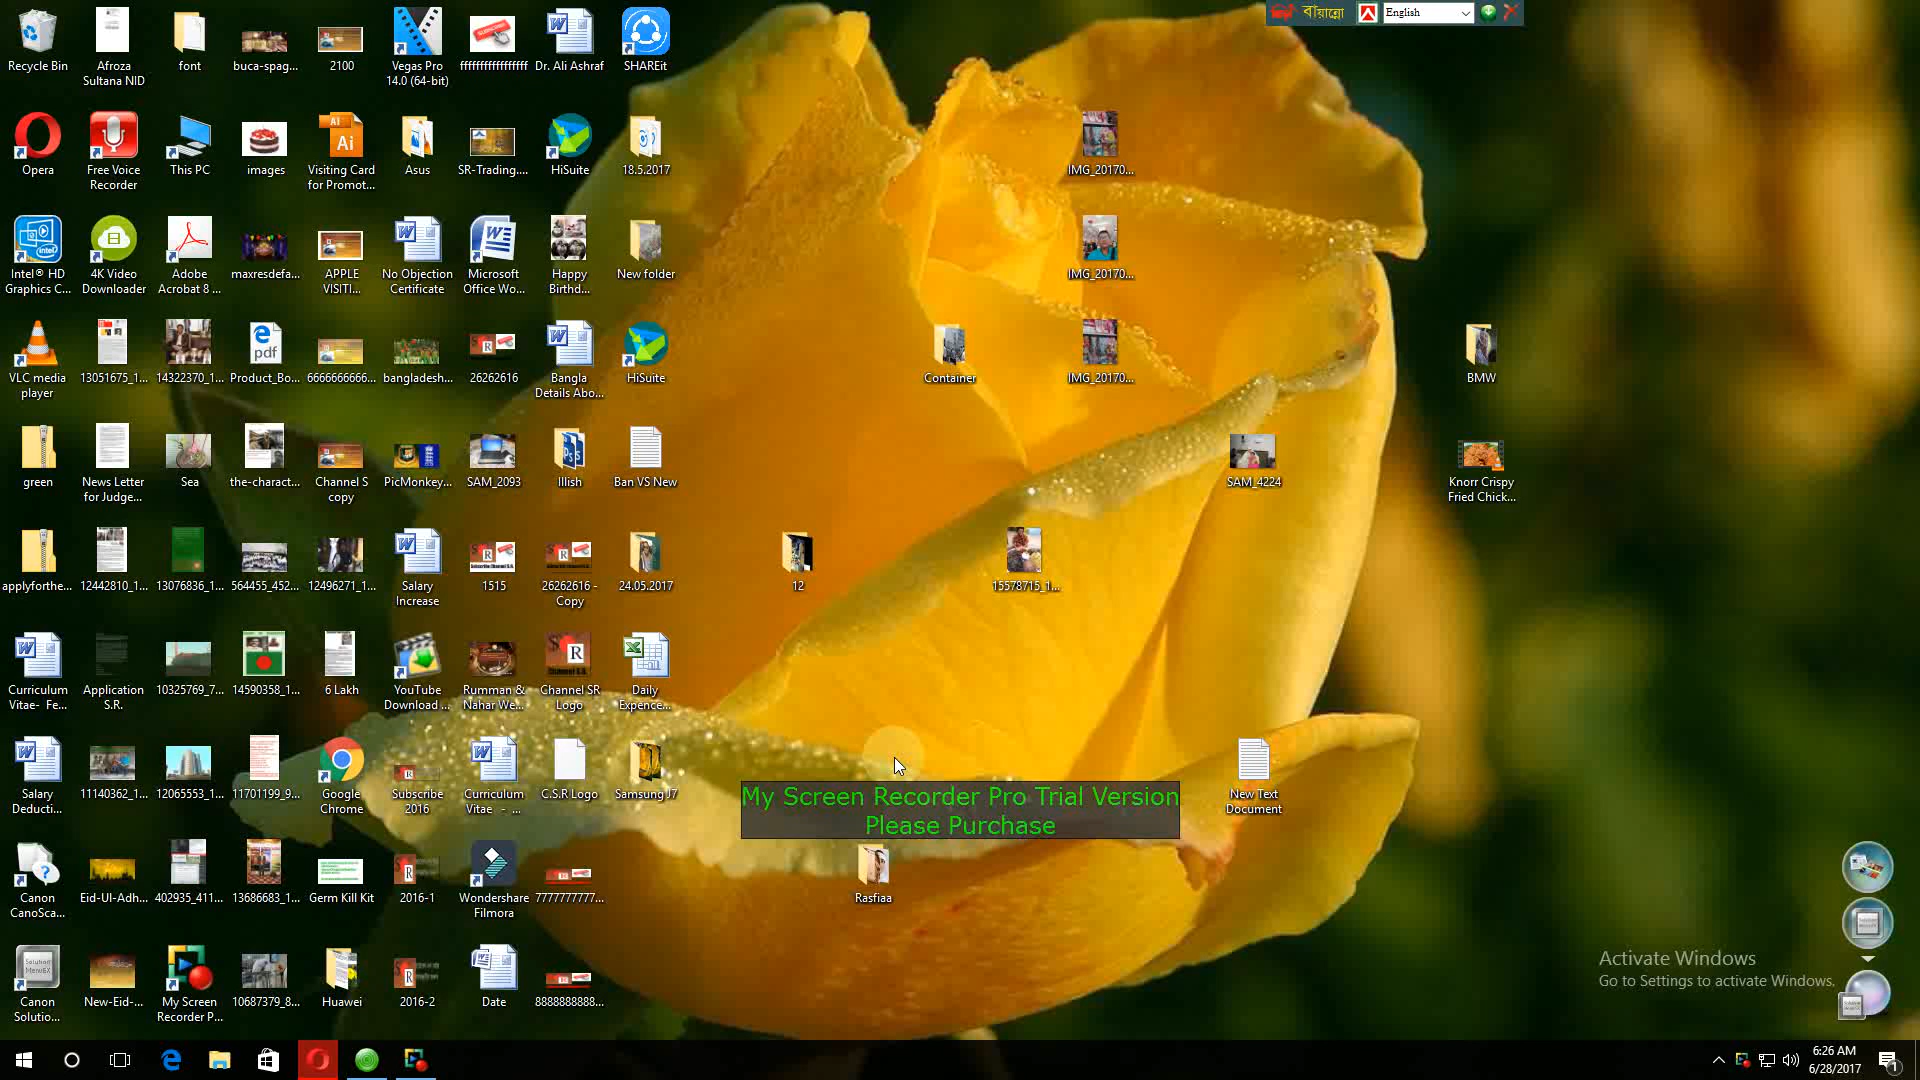 বায়ান্নো
English
Recycle Bin
Afroza
Sultana NID
font
buca-spag...
2100
Vegas Pro
14.0 (64-bit)
ffffffffffffffff
Dr. Ali Ashraf
SHAREit
Opera
Free Voice
Recorder
This PC
images
Visiting Card
for Promot...
Asus
SR-Trading....
HiSuite
18.5.2017
IMG_20170...
Intel® HD
Graphics C...
4K Video
Downloader
Adobe
Acrobat 8 ...
maxresdefa...
APPLE
VISITI...
No Objection
Certificate
Microsoft
Office Wo...
Happy
Birthd...
New folder
IMG_20170...
VLC media
player
13051675_1...
14322370_1...
Product_Bo...
6666666666...
bangladesh...
26262616
Bangla
Details Abo...
HiSuite
Container
IMG_20170...
BMW
green
News Letter
for Judge...
Sea
the-charact...
Channel S
copy
PicMonkey...
SAM_2093
Illish
Ban VS New
SAM_4224
Knorr Crispy
Fried Chick...
applyforthe...
12442810_1...
13076836_1...
564455_452...
12496271_1...
Salary
Increase
1515
26262616 -
Copy
24.05.2017
12
15578715_1...
Curriculum
Vitae- Fe...
Application
S.R.
10325769_7...
14590358_1...
6 Lakh
YouTube
Download ...
Rumman &
Nahar We...
Channel SR
Logo
Daily
Expence...
Salary
Deducti...
11140362_1...
12065553_1...
11701199_9...
Google
Chrome
Subscribe
2016
Curriculum
Vitae - ...
C.S.R Logo
Samsung J7
My Screen Recorder Pro Trial Version
Please Purchase
New Text
Document
Canon
CanoSca...
Eid-Ul-Adh...
402935_411...
13686683_1...
Germ Kill Kit
2016-1
Wondershare
Filmora
7777777777...
Rasfiaa
Canon
Solutio...
New-Eid-...
My Screen
Recorder P...
10687379_8...
Huawei
2016-2
Date
8888888888...
Activate Windows
Go to Settings to activate Windows.
6:26 AM
6/28/2017
1